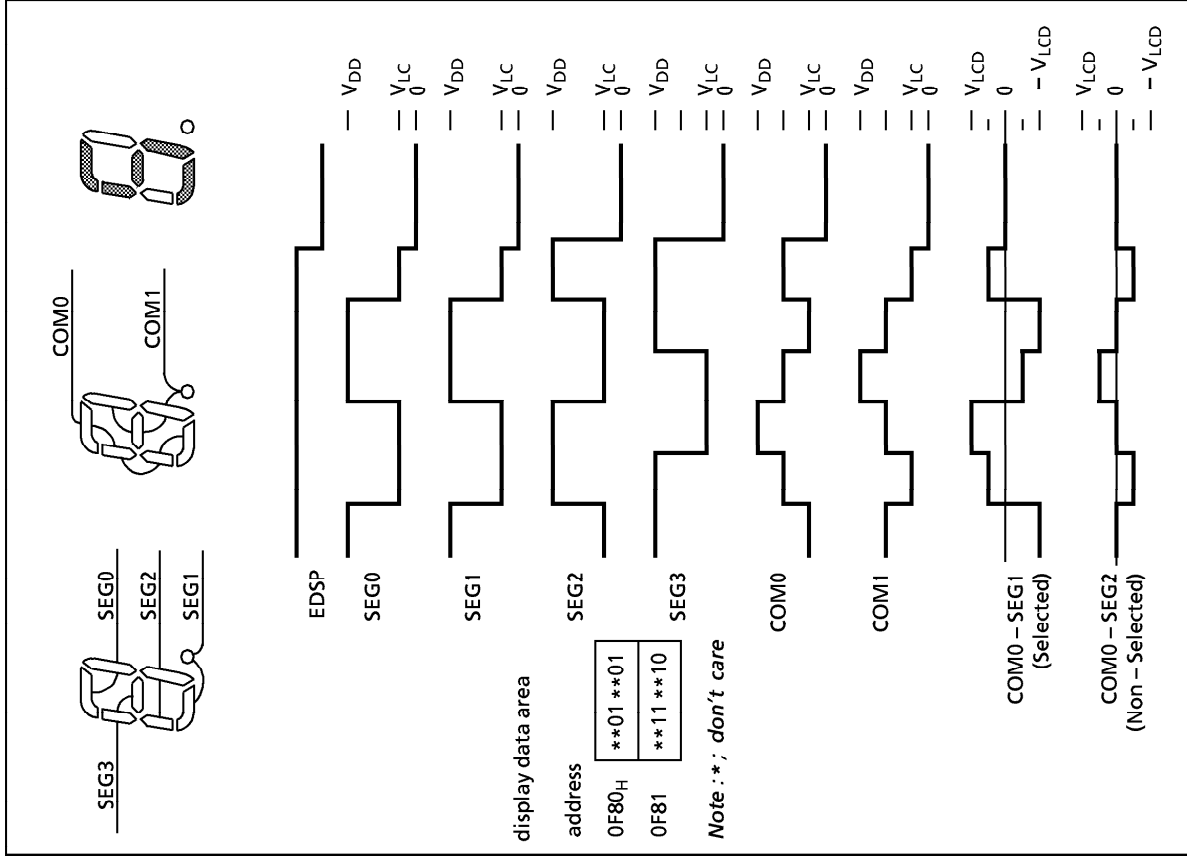 SEG3
SEG0
SEG2
SEG1
COM0
COM1
display data area
address
0F80H **01 **01
0F81 **11 **10
Note : * ; don't care
EDSP
SEG0
VDD
VLC
0
SEG1
VDD
VLC
0
SEG2
VDD
VLC
0
SEG3
VDD
VLC
0
COM0
VDD
VLC
0
COM1
VDD
VLC
0
COM0 – SEG1
(Selected)
VLCD
0
– VLCD
COM0 – SEG2
(Non – Selected)
VLCD
0
– VLCD